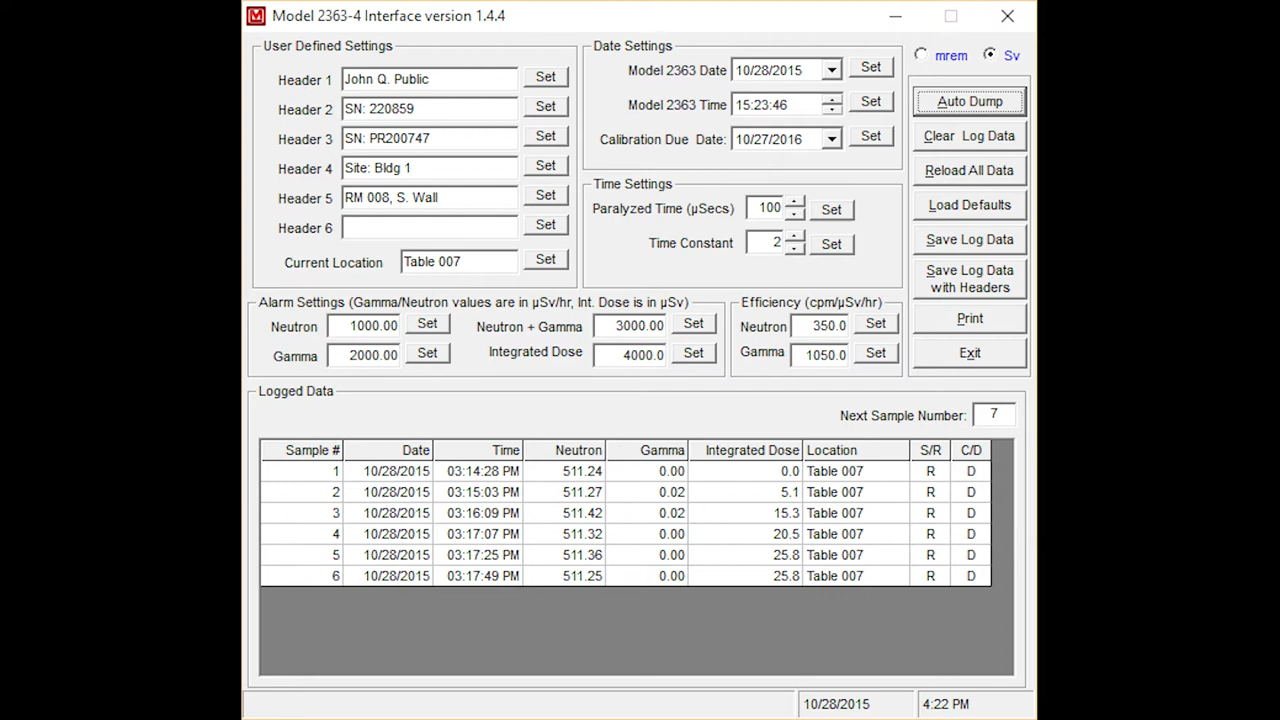 Model 2363-4 Interface version 1.4.4
User Defined Settings
Header 1 John Q. Public Set
Header 2 SN: 220859 Set
Header 3 SN: PR200747 Set
Header 4 Site: Bldg 1 Set
Header 5 RM 008, S. Wall Set
Header 6 Set
Current Location Table 007 Set
Date Settings
Model 2363 Date 10/28/2015 Set
Model 2363 Time 15:23:46 Set
Calibration Due Date: 10/27/2016 Set
Time Settings
Paralyzed Time (µSecs) 100 Set
Time Constant 2 Set
mrem Sv
Auto Dump
Clear Log Data
Reload All Data
Load Defaults
Save Log Data
Save Log Data
with Headers
Print
Exit
Alarm Settings (Gamma/Neutron values are in µSv/hr, Int. Dose is in µSv)
Neutron 1000.00 Set Neutron + Gamma 3000.00 Set
Gamma 2000.00 Set Integrated Dose 4000.0 Set
Efficiency (cpm/µSv/hr)
Neutron 350.0 Set
Gamma 1050.0 Set
Logged Data
Next Sample Number: 7
Sample # Date Time Neutron Gamma Integrated Dose Location S/R C/D
1 10/28/2015 03:14:28 PM 511.24 0.00 0.0 Table 007 R D
2 10/28/2015 03:15:03 PM 511.27 0.02 5.1 Table 007 R D
3 10/28/2015 03:16:09 PM 511.42 0.02 15.3 Table 007 R D
4 10/28/2015 03:17:07 PM 511.32 0.00 20.5 Table 007 R D
5 10/28/2015 03:17:25 PM 511.36 0.00 25.8 Table 007 R D
6 10/28/2015 03:17:49 PM 511.25 0.00 25.8 Table 007 R D
10/28/2015 4:22 PM